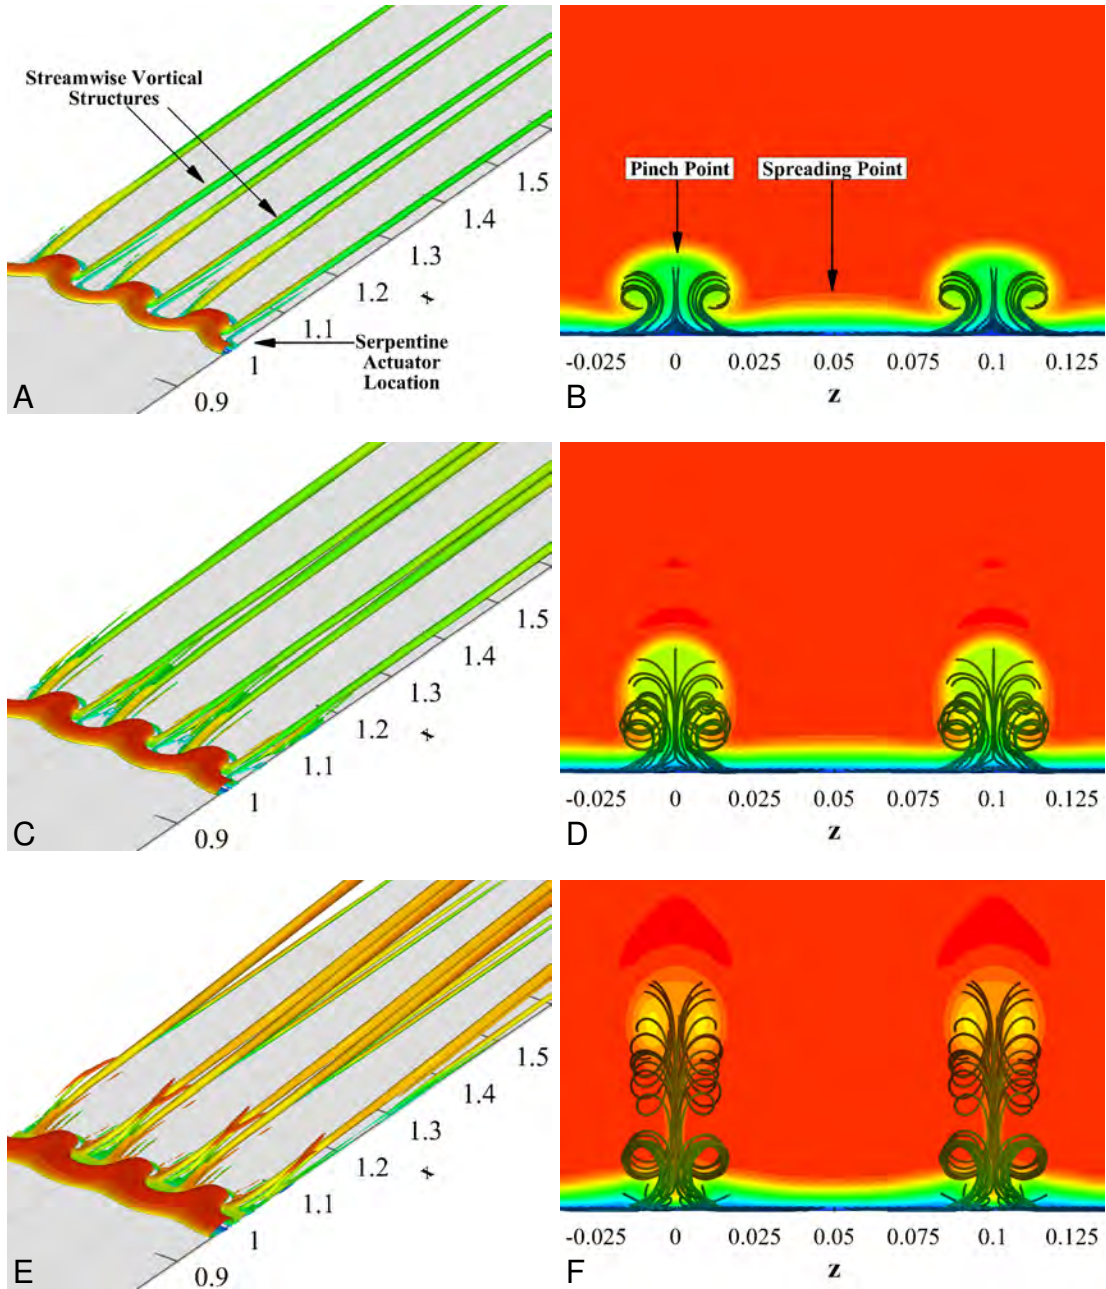 Streamwise Vortical
Structures
1.5
1.4
1.3
1.2
x
1.1
Serpentine
Actuator
Location
1
0.9
A
Pinch Point
Spreading Point
-0.025 0 0.025 0.05 0.075 0.1 0.125
z
B
1.5
1.4
1.3
1.2
x
1.1
1
0.9
C
-0.025 0 0.025 0.05 0.075 0.1 0.125
z
D
1.5
1.4
1.3
1.2
x
1.1
1
0.9
E
-0.025 0 0.025 0.05 0.075 0.1 0.125
z
F